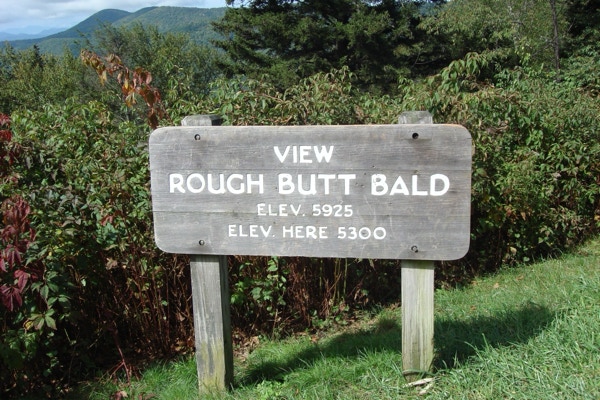 VIEW
ROUGH BUTT BALD
ELEV. 5925
ELEV. HERE 5300